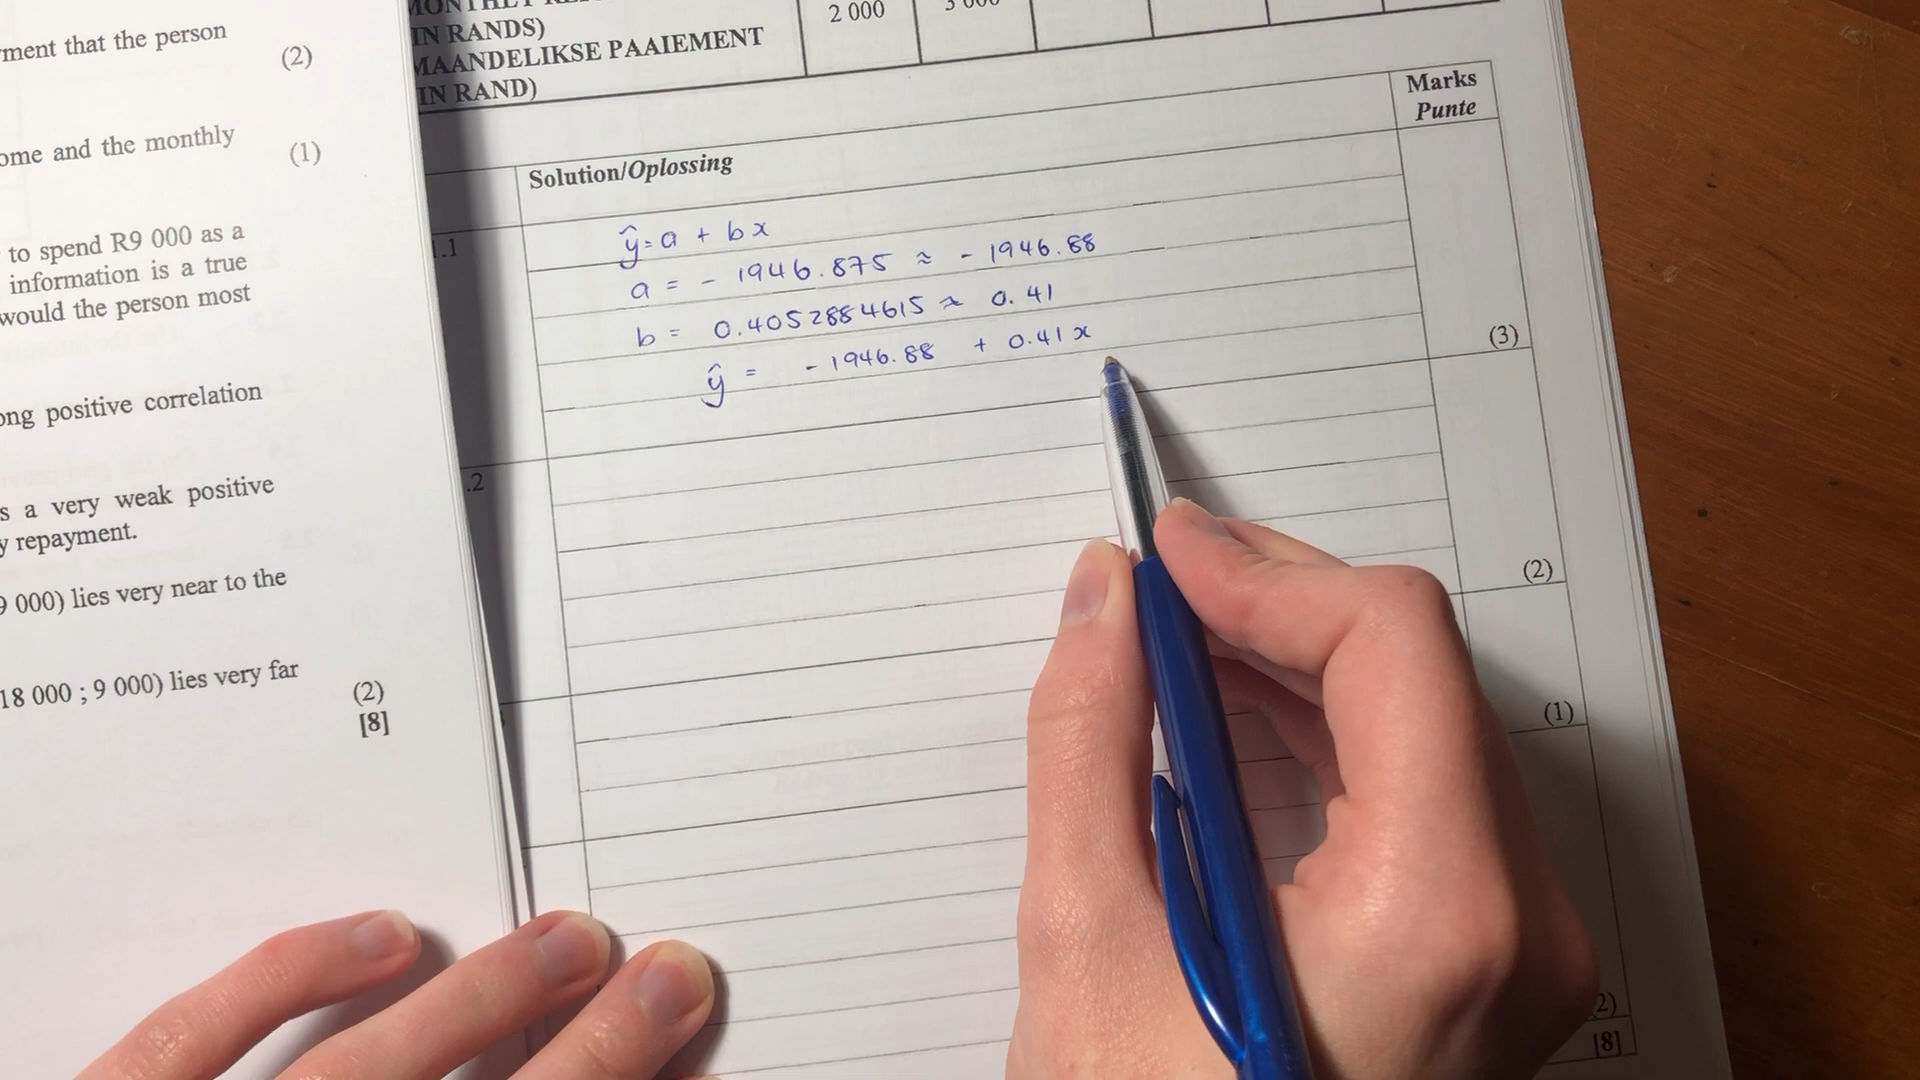 ment that the person
(2)
ome and the monthly
(1)
to spend R9 000 as a
information is a true
would the person most
ong positive correlation
s a very weak positive
y repayment.
9 000) lies very near to the
18 000 ; 9 000) lies very far
(2)
[8]
IN RANDS)
MAANDELIKSE PAAIEMENT
IN RAND)
2 000
Marks
Punte
Solution/Oplossing
.1
ŷ = a + bx
a = - 1946.875 ≈ - 1946.88
b = 0.4052884615 ≈ 0.41
ŷ = - 1946.88 + 0.41x
(3)
.2
(2)
(1)
2)
[8]